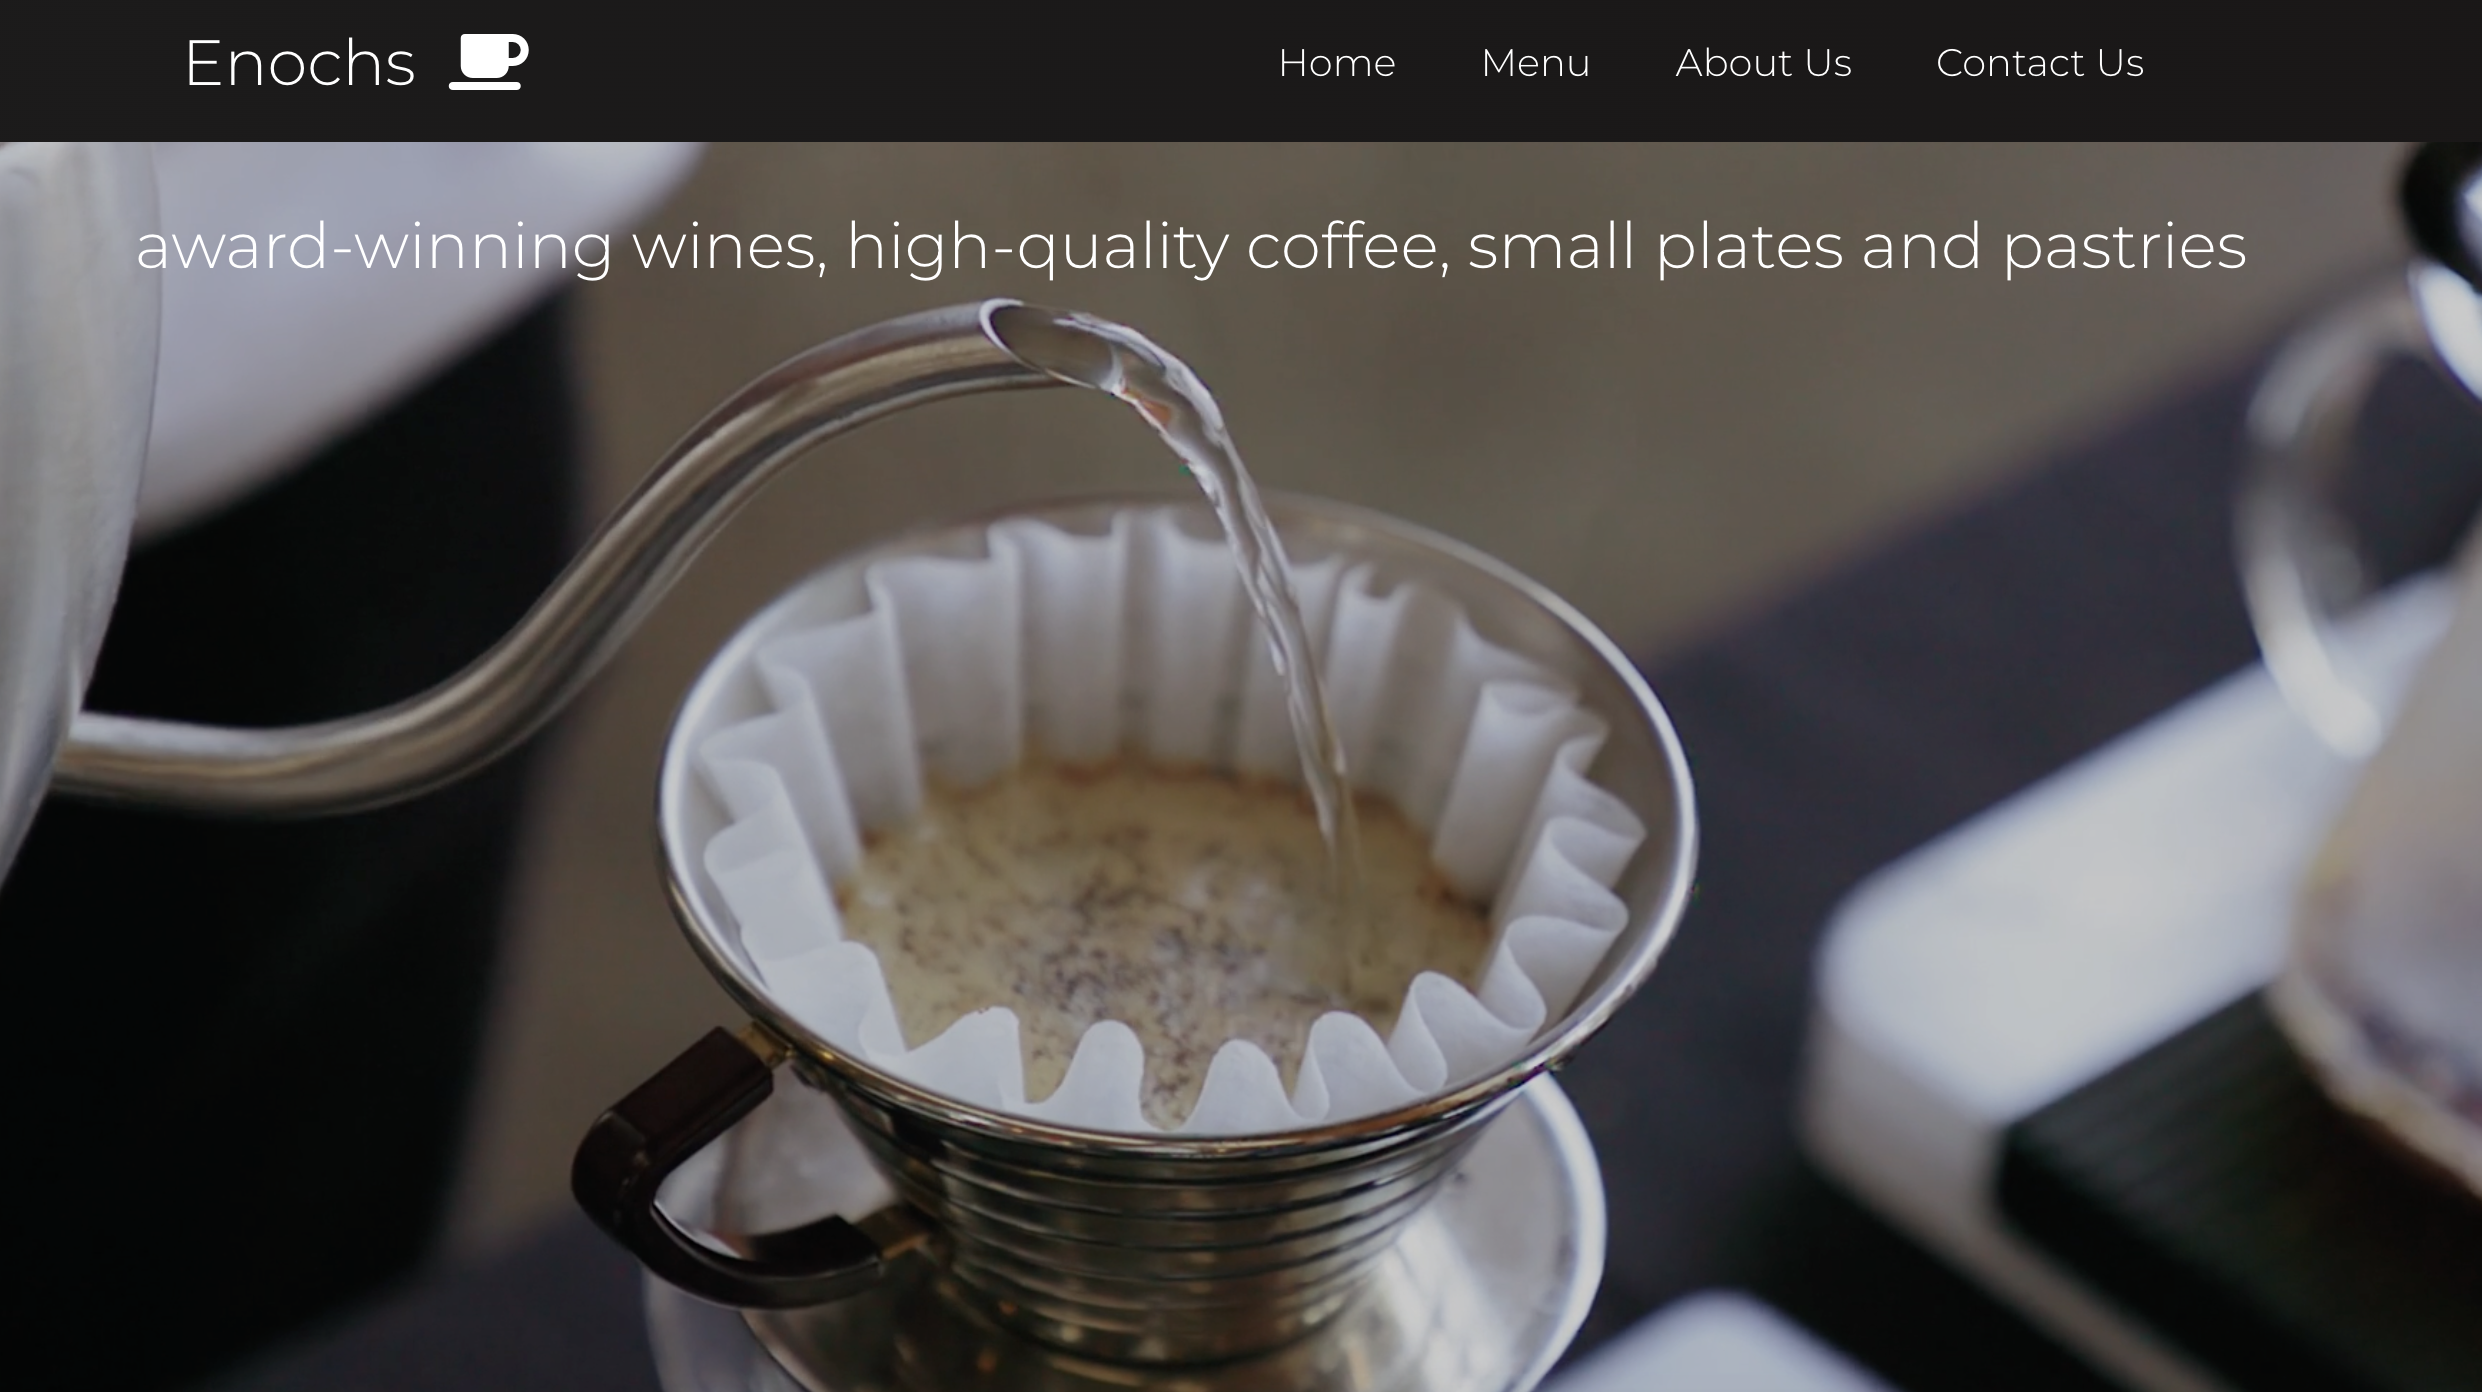 Enochs
Home Menu About Us Contact Us
award-winning wines, high-quality coffee, small plates and pastries